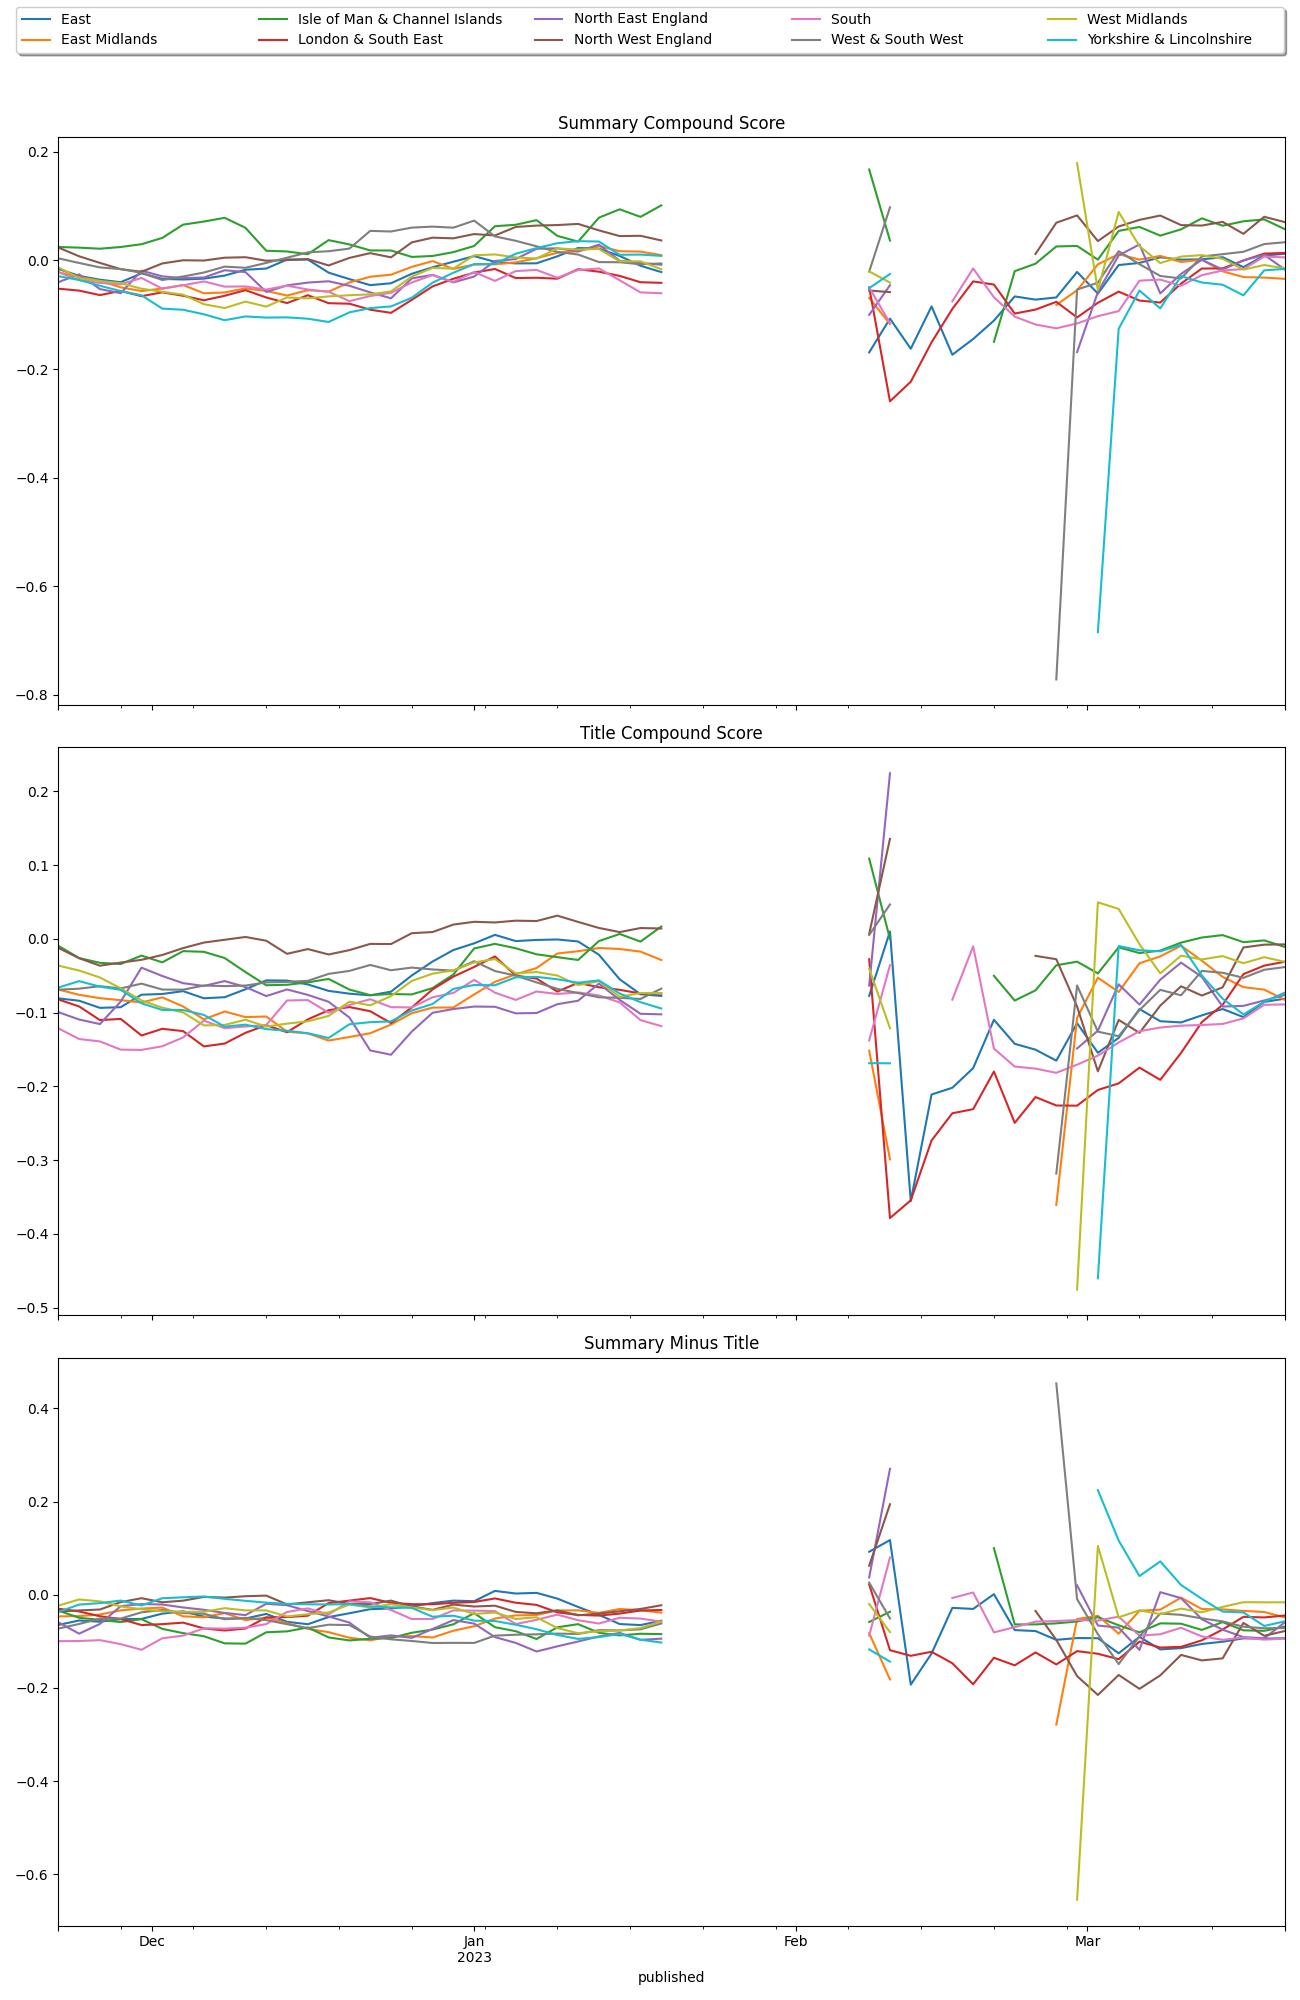 East
Isle of Man & Channel Islands
North East England
South
West Midlands
East Midlands
London & South East
North West England
West & South West
Yorkshire & Lincolnshire
Summary Compound Score
0.2
0.0
−0.2
−0.4
−0.6
−0.8
Title Compound Score
0.2
0.1
0.0
−0.1
−0.2
−0.3
−0.4
−0.5
Summary Minus Title
0.4
0.2
0.0
−0.2
−0.4
−0.6
Dec
Jan
Feb
Mar
2023
published